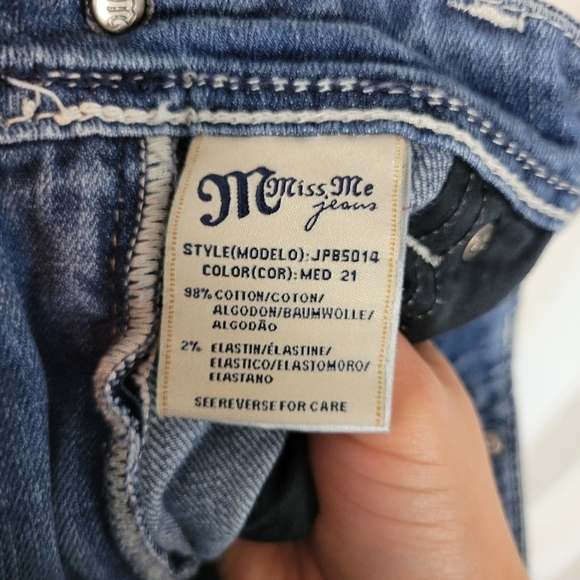 M Miss Me
jeans
STYLE(MODELO):JPB5014
COLOR(COR):MED 21
98% COTTON/COTON/
ALGODON/BAUMWOLLE/
ALGODÃO
2% ELASTIN/ÉLASTINE/
ELASTICO/ELASTOMORO/
ELASTANO
SEE REVERSE FOR CARE